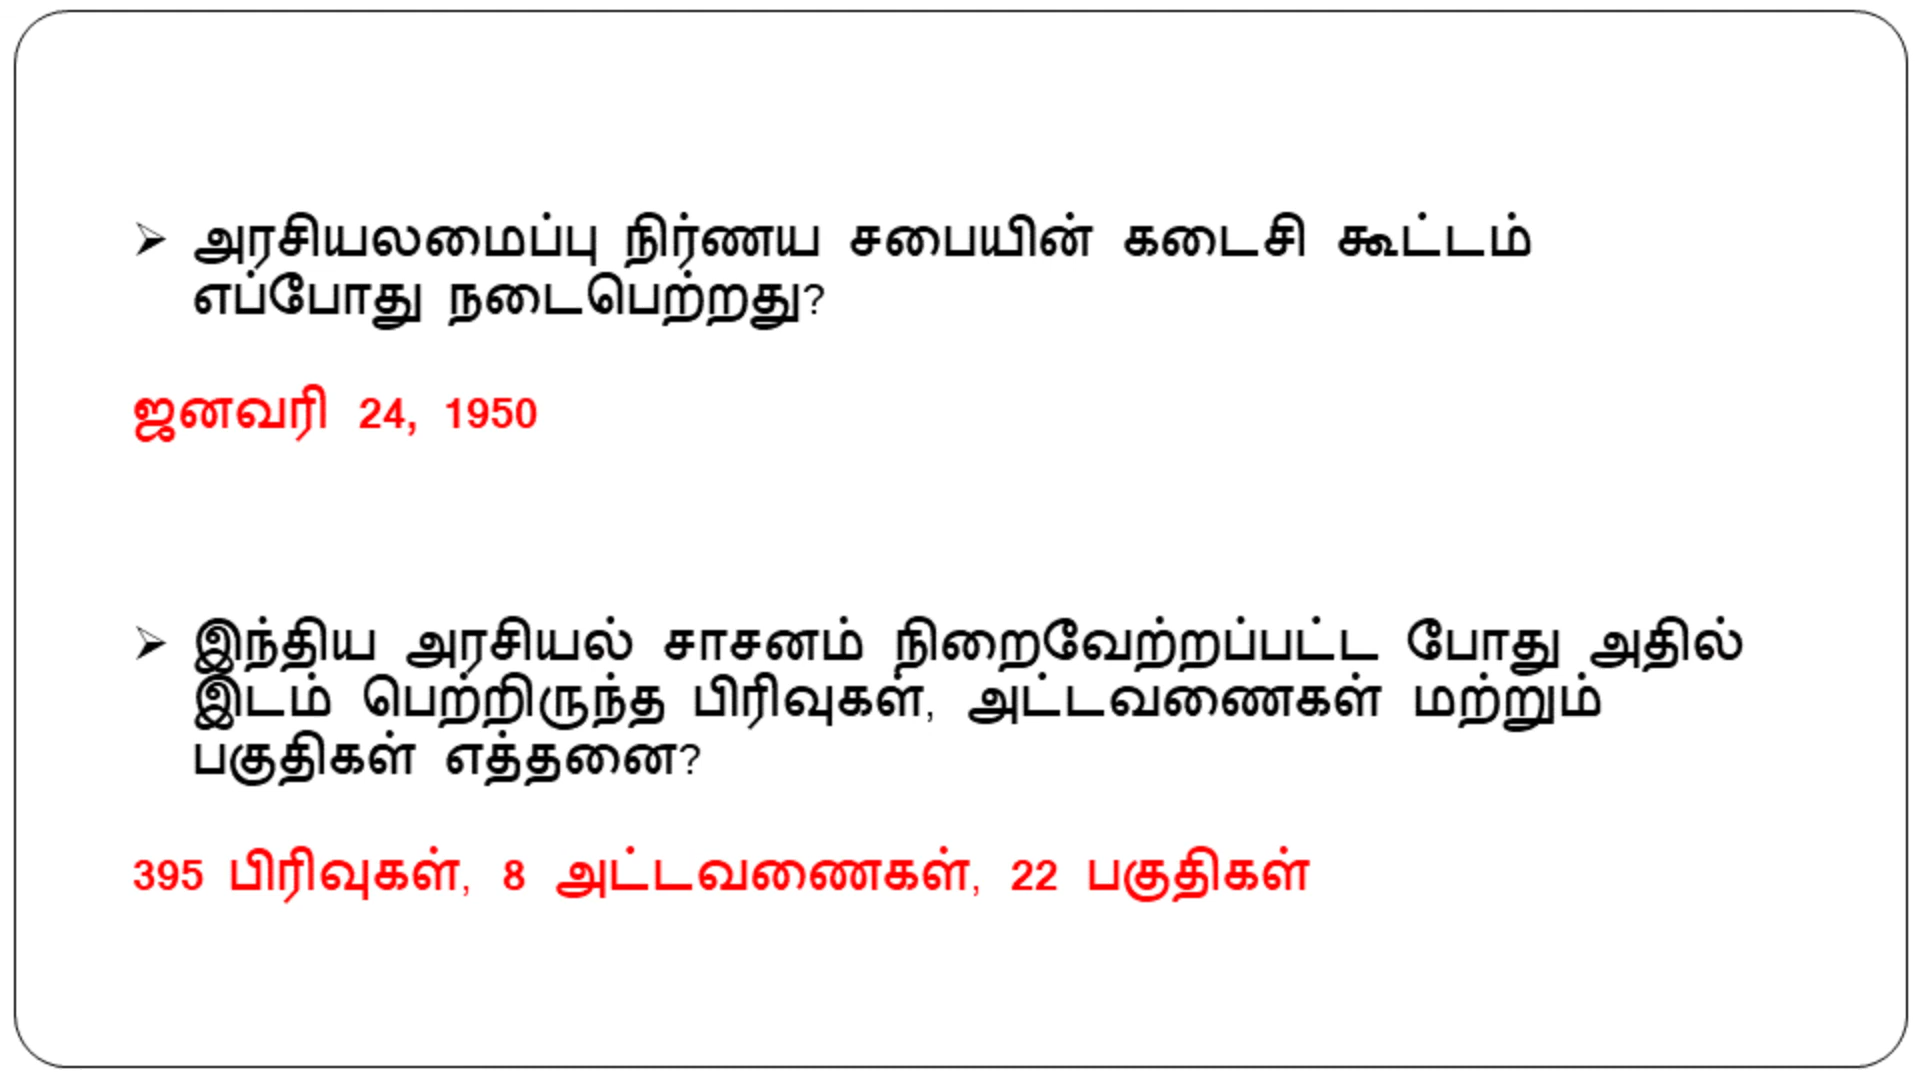 ➢ அரசியலமைப்பு நிர்ணய சபையின் கடைசி கூட்டம்
எப்போது நடைபெற்றது?
ஜனவரி 24, 1950
➢ இந்திய அரசியல் சாசனம் நிறைவேற்றப்பட்ட போது அதில்
இடம் பெற்றிருந்த பிரிவுகள், அட்டவணைகள் மற்றும்
பகுதிகள் எத்தனை?
395 பிரிவுகள், 8 அட்டவணைகள், 22 பகுதிகள்